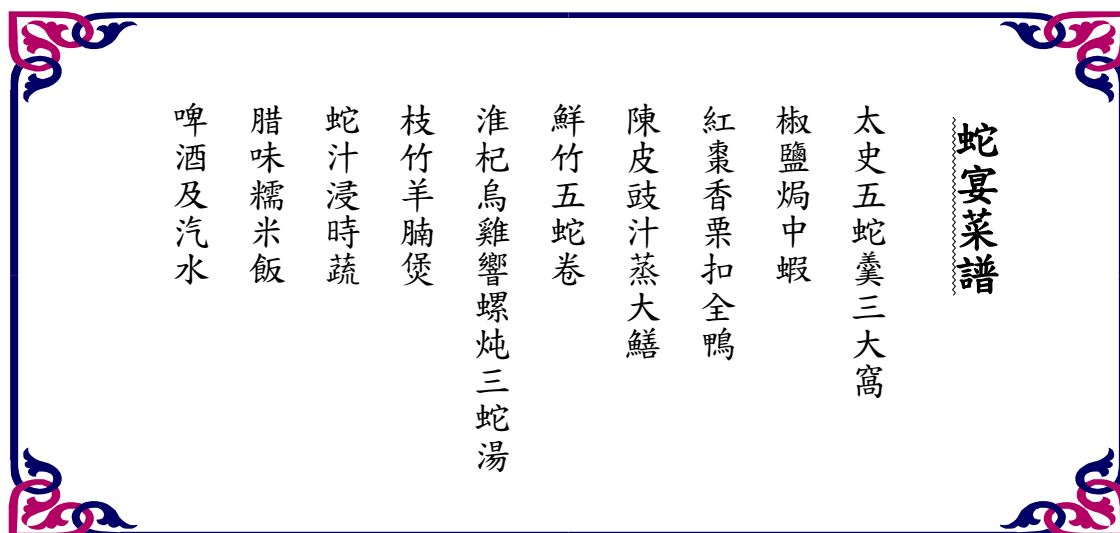 蛇宴菜譜
太史五蛇羹三大窩
椒鹽焗中蝦
紅棗香栗扣全鴨
陳皮豉汁蒸大鱔
鮮竹五蛇卷
淮杞烏雞響螺炖三蛇湯
枝竹羊腩煲
蛇汁浸時蔬
腊味糯米飯
啤酒及汽水